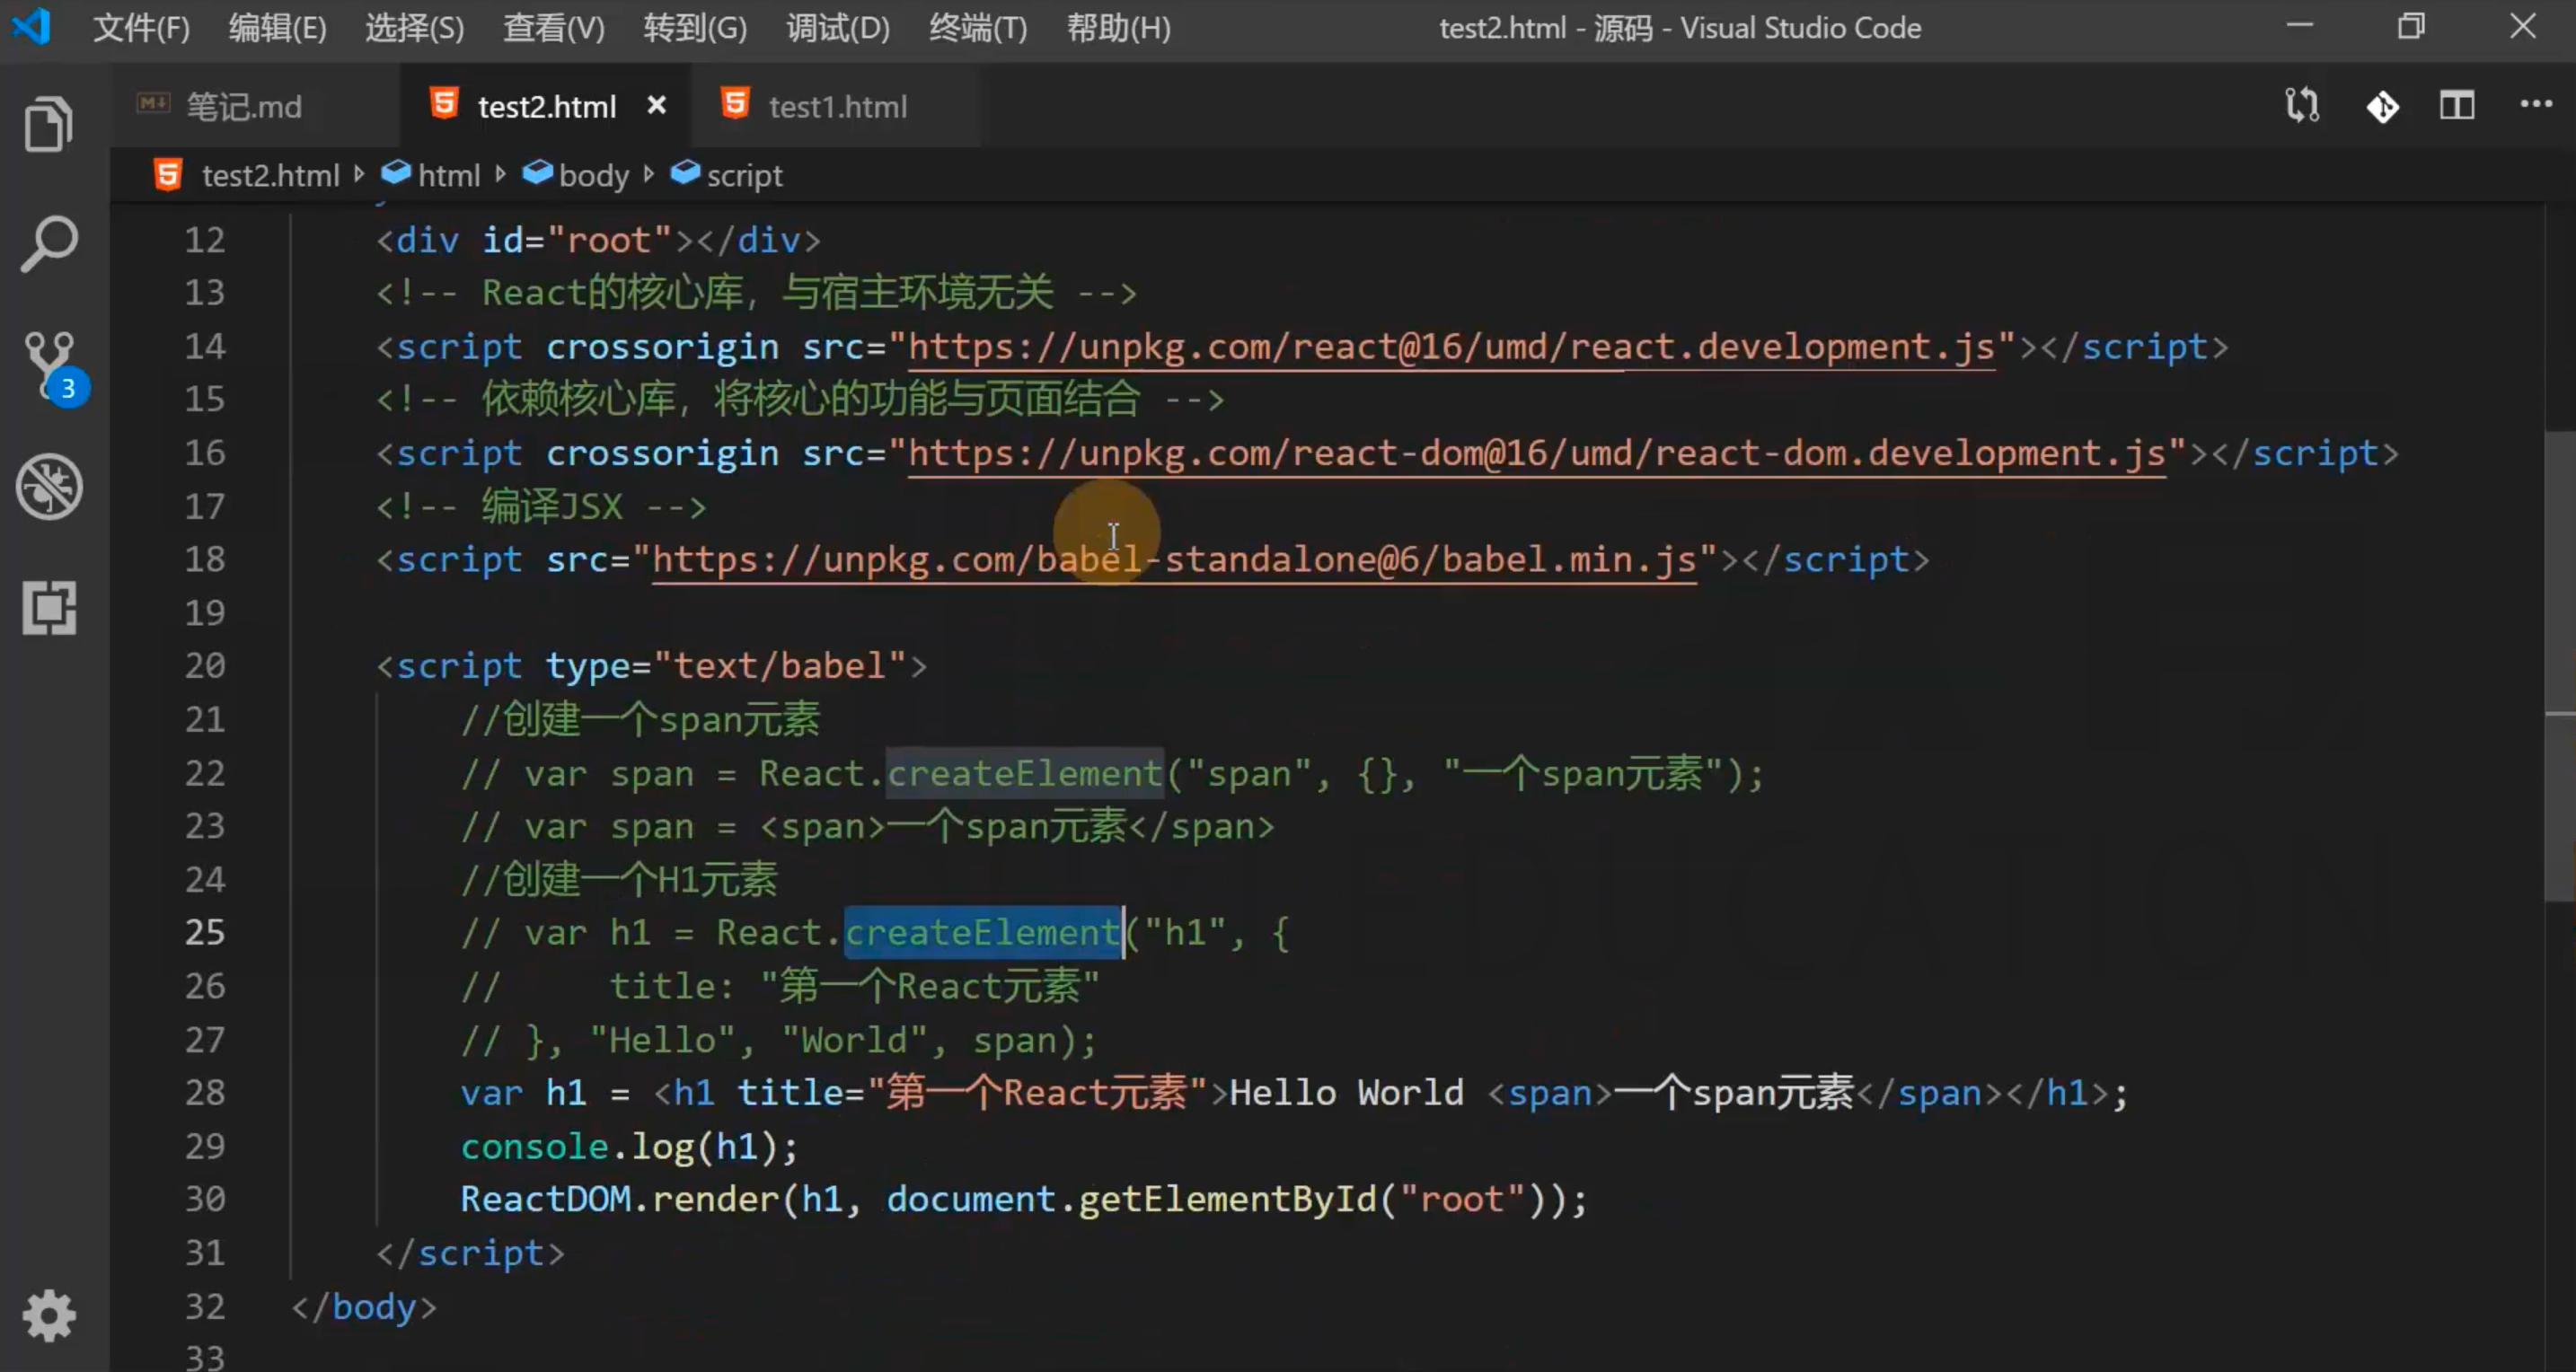 文件(F) 编辑(E) 选择(S) 查看(V) 转到(G) 调试(D) 终端(T) 帮助(H) test2.html - 源码 - Visual Studio Code
笔记.md test2.html test1.html
test2.html html body script
3
12 <div id="root"></div>
13 <!-- React的核心库，与宿主环境无关 -->
14 <script crossorigin src="https://unpkg.com/react@16/umd/react.development.js"></script>
15 <!-- 依赖核心库，将核心的功能与页面结合 -->
16 <script crossorigin src="https://unpkg.com/react-dom@16/umd/react-dom.development.js"></script>
17 <!-- 编译JSX -->
18 <script src="https://unpkg.com/babel-standalone@6/babel.min.js"></script>
19
20 <script type="text/babel">
21 //创建一个span元素
22 // var span = React.createElement("span", {}, "一个span元素");
23 // var span = <span>一个span元素</span>
24 //创建一个H1元素
25 // var h1 = React.createElement("h1", {
26 //     title: "第一个React元素"
27 // }, "Hello", "World", span);
28 var h1 = <h1 title="第一个React元素">Hello World <span>一个span元素</span></h1>;
29 console.log(h1);
30 ReactDOM.render(h1, document.getElementById("root"));
31 </script>
32 </body>
33